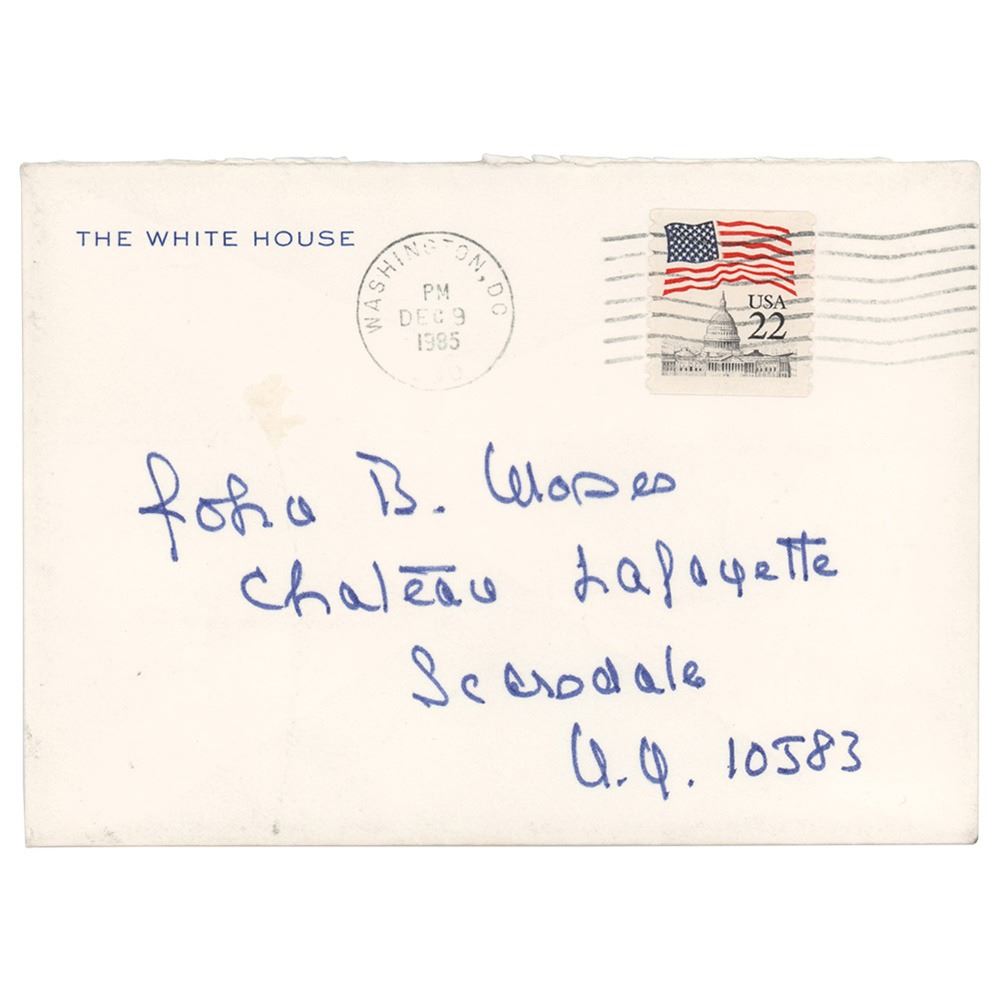 THE WHITE HOUSE
WASHINGTON, DC
PM
DEC 9
1985
USA
22
John B. Moses
Chateau Lafayette
Scarsdale
N.Y. 10583